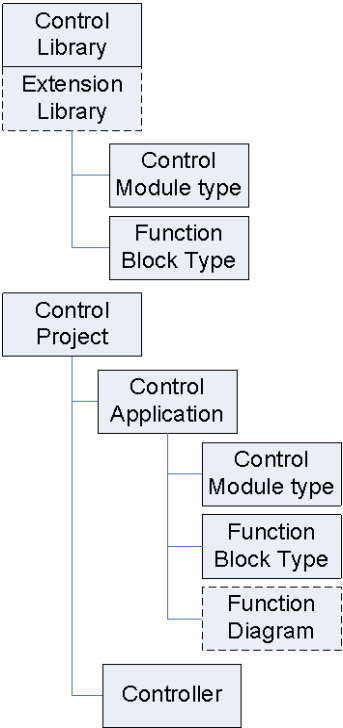 Control
Library
Extension
Library
Control
Module type
Function
Block Type
Control
Project
Control
Application
Control
Module type
Function
Block Type
Function
Diagram
Controller